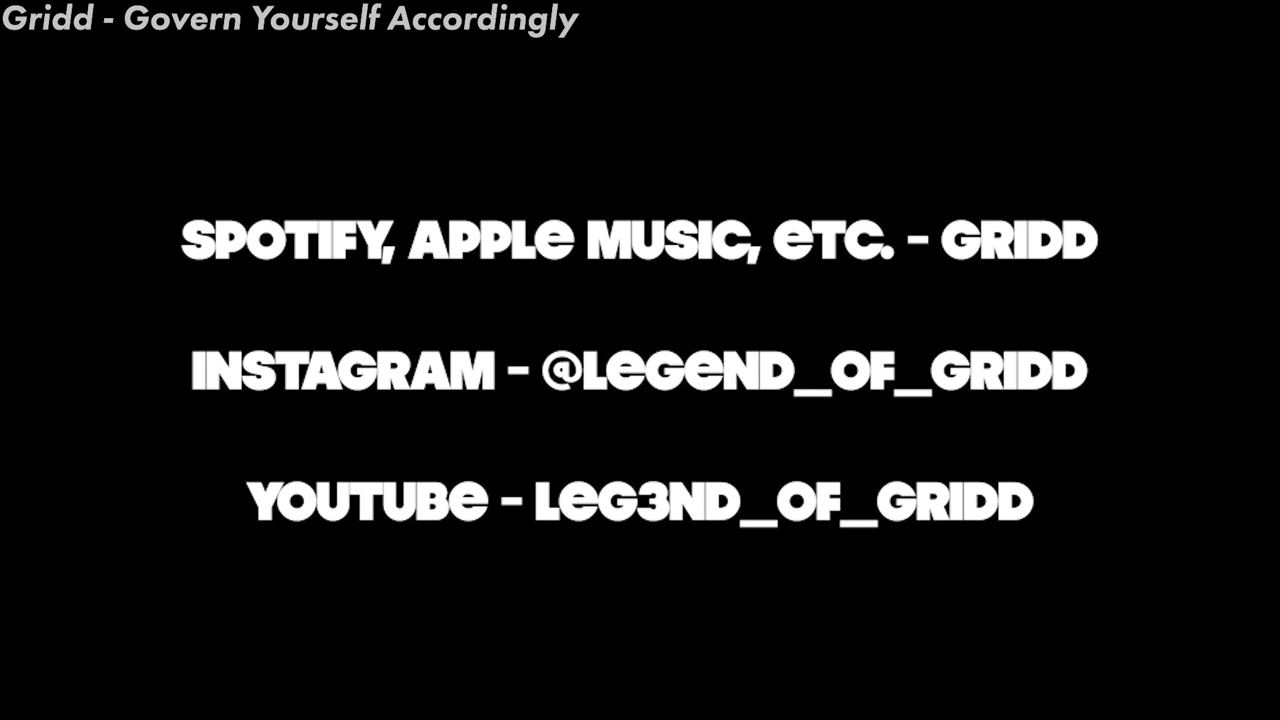 Gridd - Govern Yourself Accordingly
SPOTIFY, APPLe MUSIC, eTC. - GRIDD
INSTAGRAM - @LeGeND_OF_GRIDD
YOUTUBe - LeG3ND_OF_GRIDD